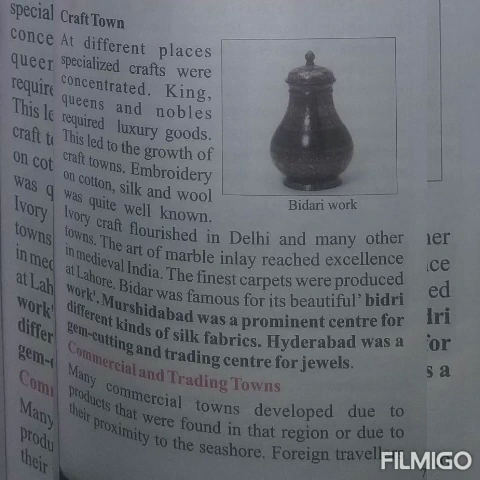 Craft Town
At different places
specialized crafts were
concentrated. King,
queens and nobles
required luxury goods.
This led to the growth of
craft towns. Embroidery
on cotton, silk and wool
was quite well known.
Bidari work
Ivory craft flourished in Delhi and many other
towns. The art of marble inlay reached excellence
in medieval India. The finest carpets were produced
at Lahore. Bidar was famous for its beautiful' bidri
work'. Murshidabad was a prominent centre for
different kinds of silk fabrics. Hyderabad was a
gem-cutting and trading centre for jewels.
Commercial and Trading Towns
Many commercial towns developed due to
products that were found in that region or due to
their proximity to the seashore. Foreign
FILMIGO